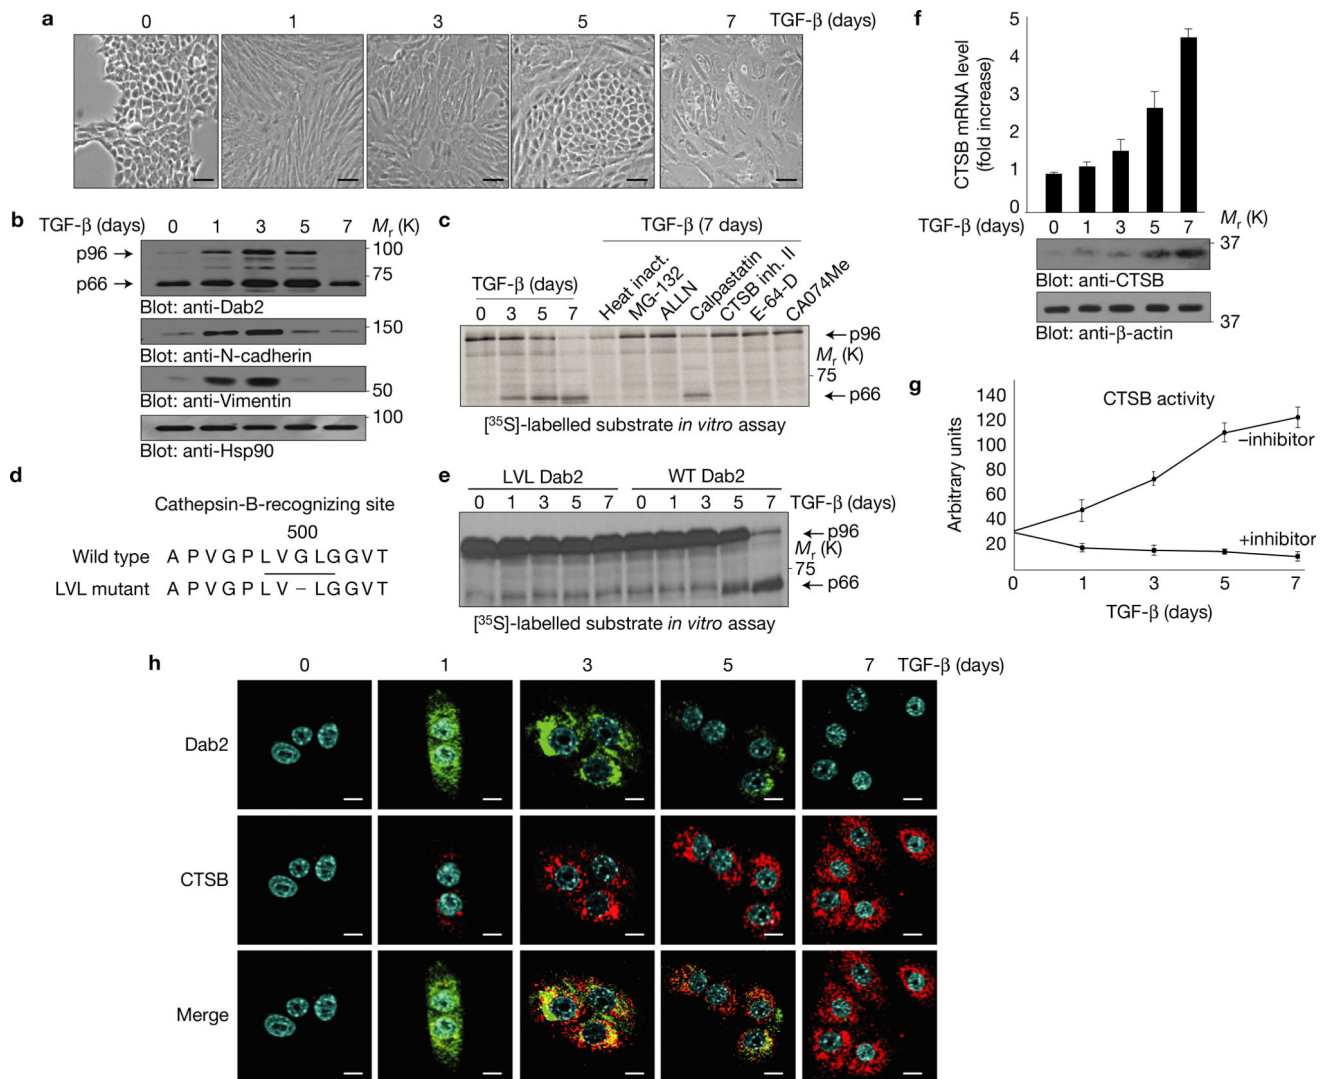 a
0 1 3 5 7 TGF-β (days)
b
TGF-β (days) 0 1 3 5 7 Mr (K)
p96 →
100
75
p66 →
Blot: anti-Dab2
150
Blot: anti-N-cadherin
50
Blot: anti-Vimentin
100
Blot: anti-Hsp90
c
TGF-β (7 days)
TGF-β (days)
0 3 5 7
Heat inact.
MG-132
ALLN
Calpastatin
CTSB inh. II
E-64-D
CA074Me
← p96
Mr (K)
75
← p66
[35S]-labelled substrate in vitro assay
d
Cathepsin-B-recognizing site
500
Wild type A P V G P L V G L G G V T
LVL mutant A P V G P L V – L G G V T
e
LVL Dab2 WT Dab2
0 1 3 5 7 0 1 3 5 7 TGF-β (days)
← p96
Mr (K)
75
← p66
[35S]-labelled substrate in vitro assay
f
CTSB mRNA level
(fold increase)
5
4
3
2
1
0
TGF-β (days) 0 1 3 5 7 Mr (K)
37
Blot: anti-CTSB
37
Blot: anti-β-actin
g
CTSB activity
Arbitrary units
140
120
100
80
60
40
20
–inhibitor
+inhibitor
0 1 3 5 7
TGF-β (days)
h
0 1 3 5 7 TGF-β (days)
Dab2
CTSB
Merge